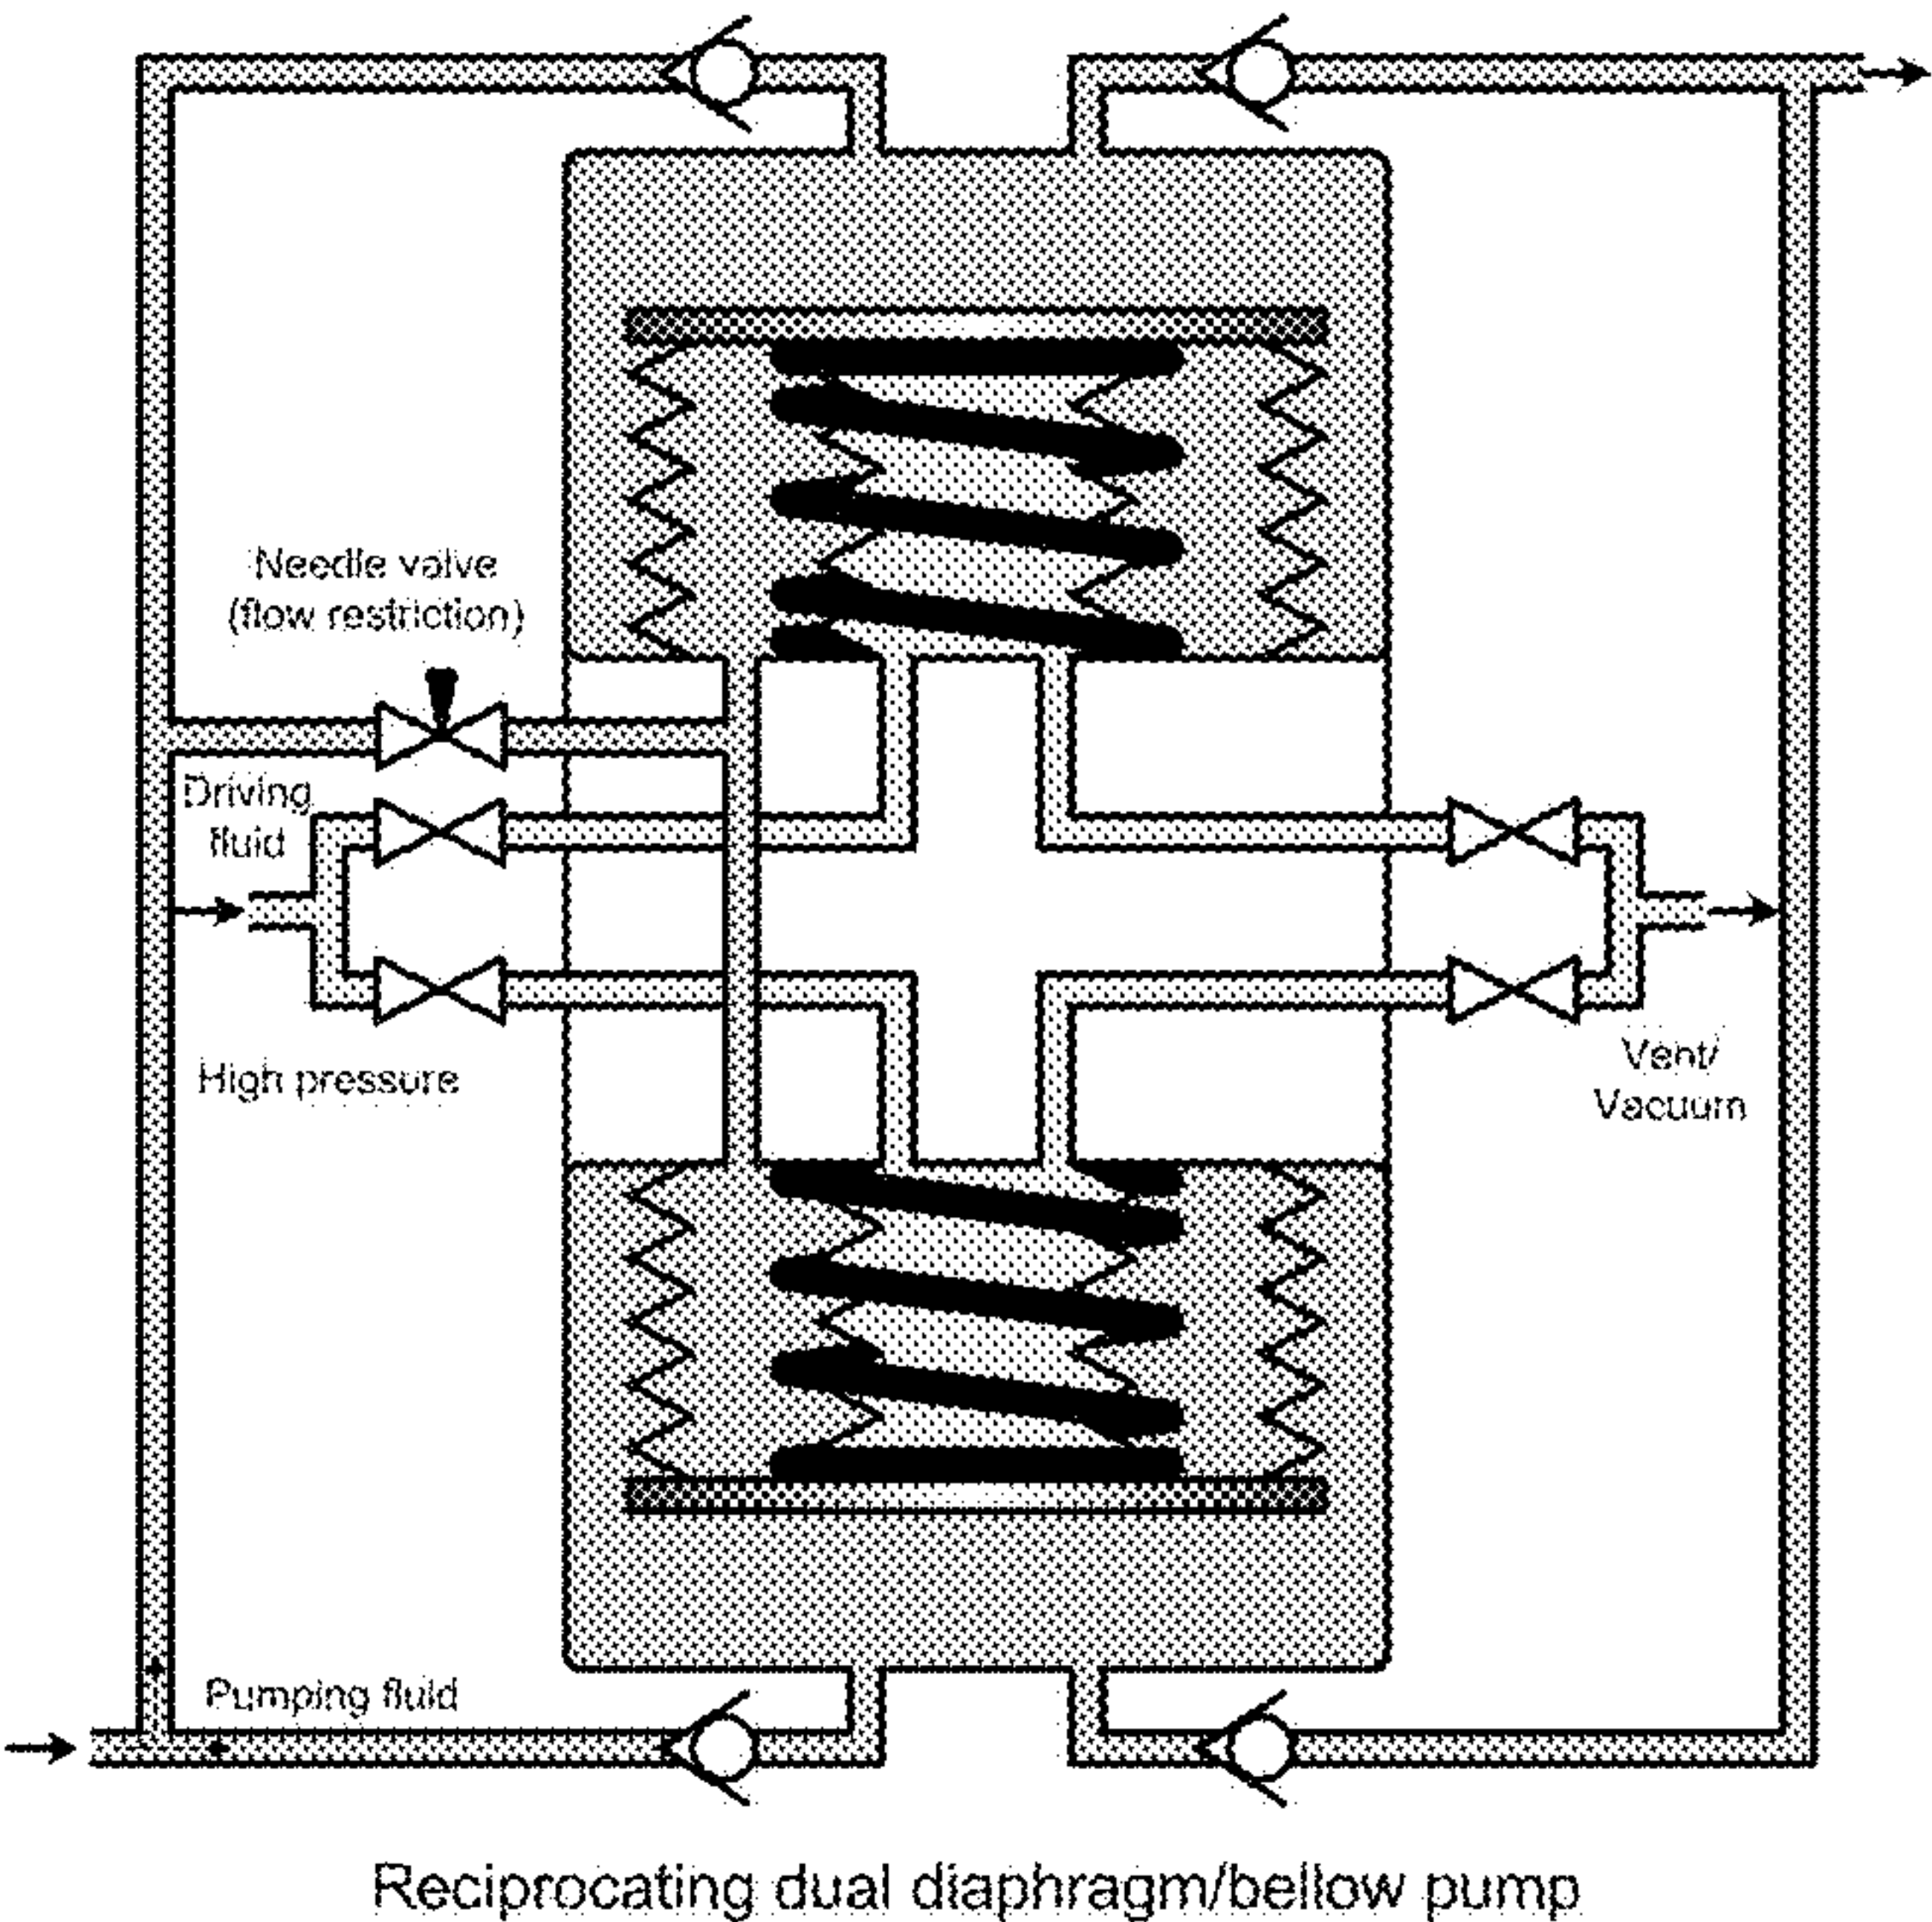 Needle valve
(flow restriction)
Driving
fluid
High pressure
Vent/
Vacuum
Pumping fluid
Reciprocating dual diaphragm/bellow pump